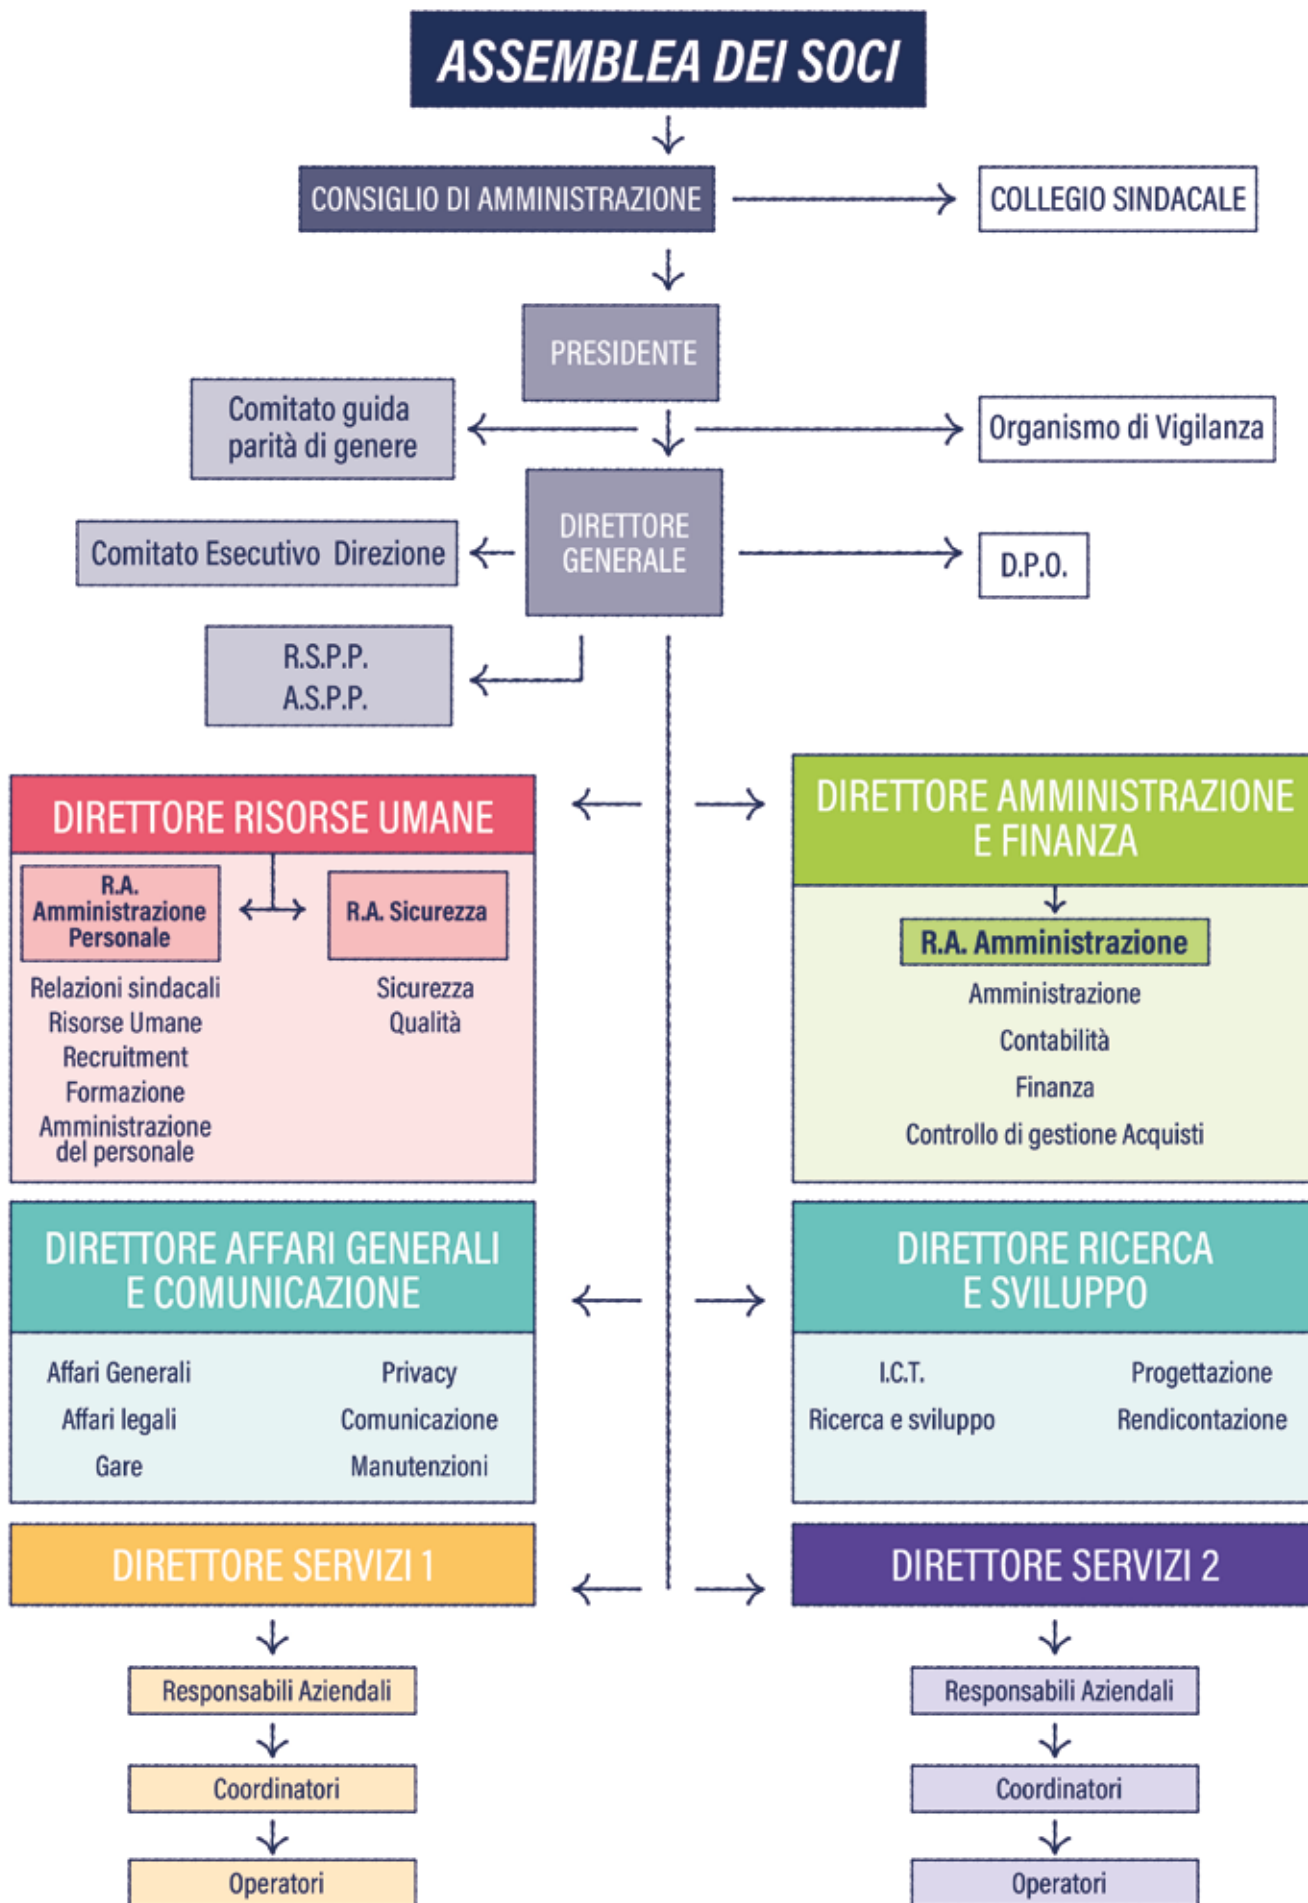 ASSEMBLEA DEI SOCI
CONSIGLIO DI AMMINISTRAZIONE
COLLEGIO SINDACALE
PRESIDENTE
Comitato guida
parità di genere
Organismo di Vigilanza
DIRETTORE
GENERALE
Comitato Esecutivo Direzione
D.P.O.
R.S.P.P.
A.S.P.P.
DIRETTORE RISORSE UMANE
R.A.
Amministrazione
Personale
R.A. Sicurezza
Relazioni sindacali
Risorse Umane
Recruitment
Formazione
Amministrazione
del personale
Sicurezza
Qualità
DIRETTORE AMMINISTRAZIONE
E FINANZA
R.A. Amministrazione
Amministrazione
Contabilità
Finanza
Controllo di gestione Acquisti
DIRETTORE AFFARI GENERALI
E COMUNICAZIONE
Affari Generali
Affari legali
Gare
Privacy
Comunicazione
Manutenzioni
DIRETTORE RICERCA
E SVILUPPO
I.C.T.
Ricerca e sviluppo
Progettazione
Rendicontazione
DIRETTORE SERVIZI 1
Responsabili Aziendali
Coordinatori
Operatori
DIRETTORE SERVIZI 2
Responsabili Aziendali
Coordinatori
Operatori